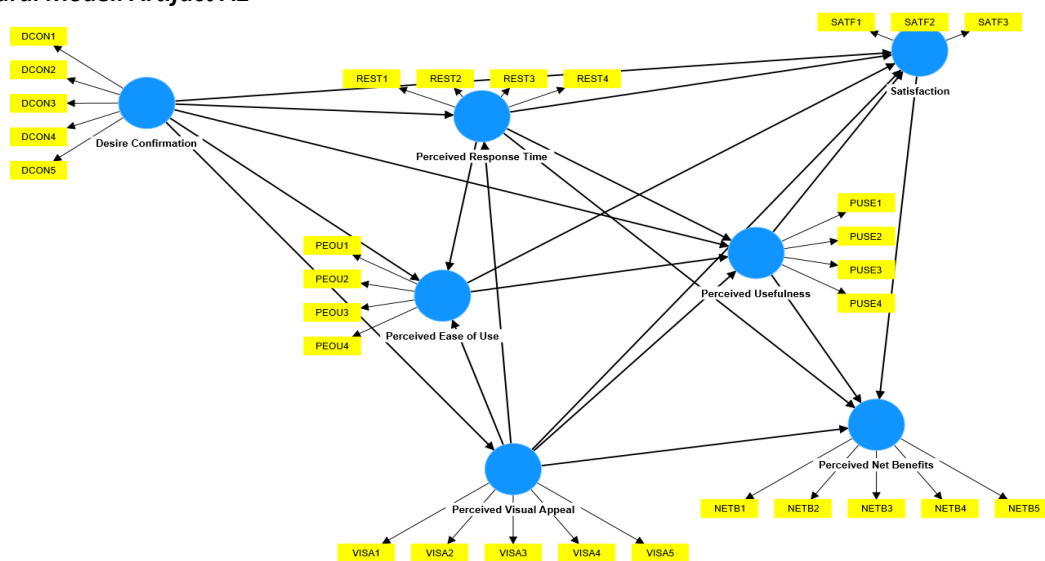 SATF1 SATF2 SATF3
DCON1
DCON2
DCON3
DCON4
DCON5
Desire Confirmation
REST1 REST2 REST3 REST4
Perceived Response Time
Satisfaction
PUSE1
PUSE2
PUSE3
PUSE4
Perceived Usefulness
PEOU1
PEOU2
PEOU3
PEOU4
Perceived Ease of Use
Perceived Net Benefits
NETB1 NETB2 NETB3 NETB4 NETB5
Perceived Visual Appeal
VISA1 VISA2 VISA3 VISA4 VISA5